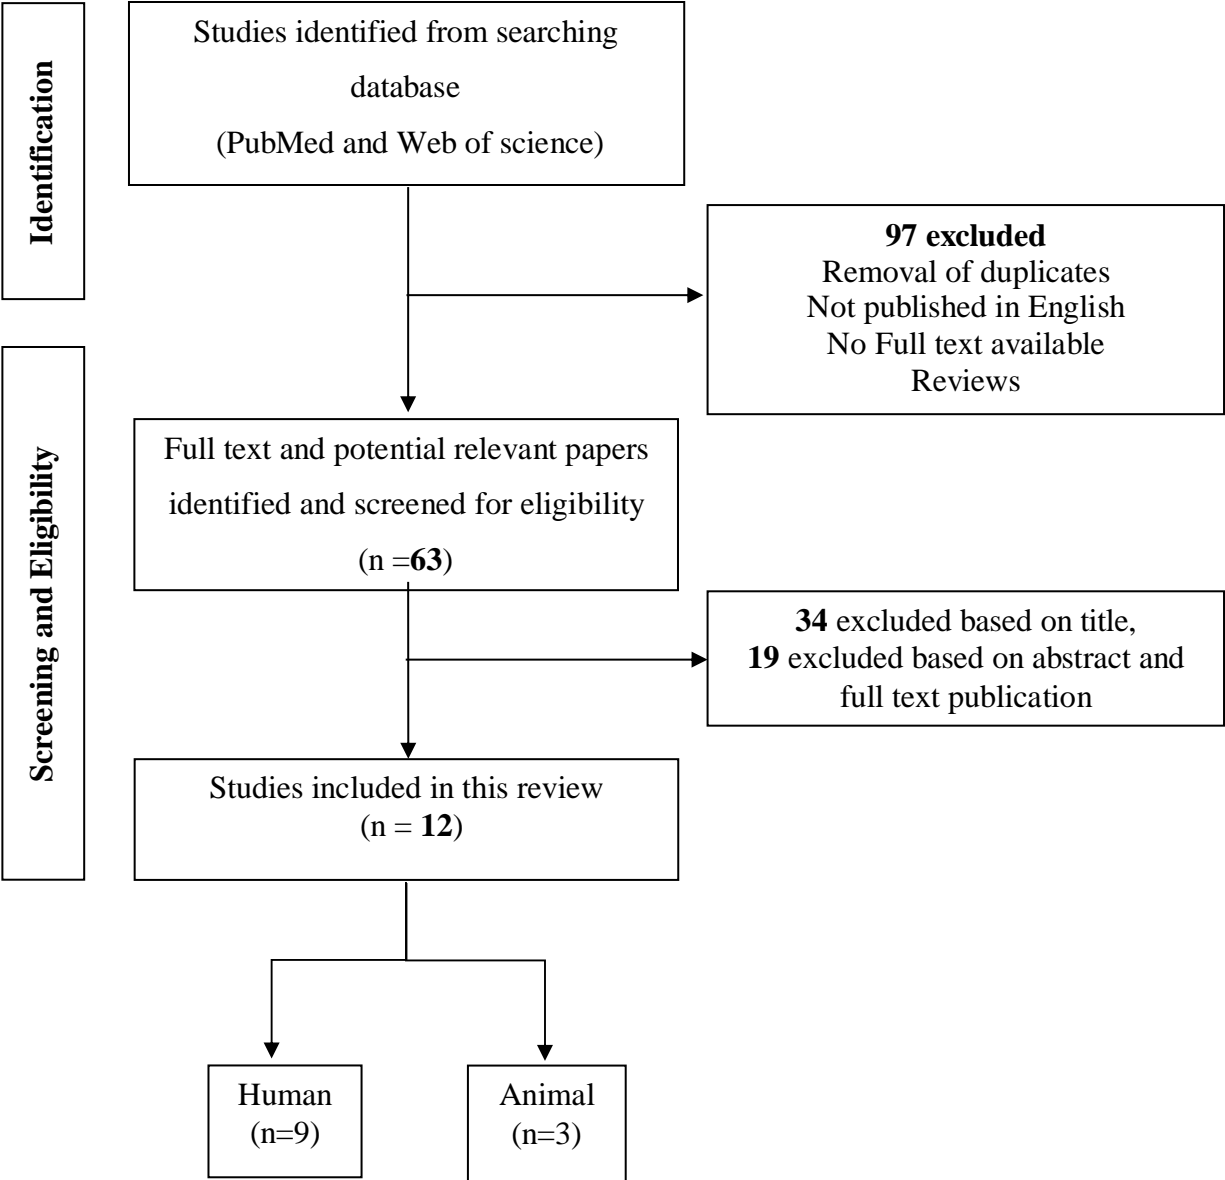 Identification
Studies identified from searching
database
(PubMed and Web of science)
97 excluded
Removal of duplicates
Not published in English
No Full text available
Reviews
Screening and Eligibility
Full text and potential relevant papers
identified and screened for eligibility
(n =63)
34 excluded based on title,
19 excluded based on abstract and
full text publication
Studies included in this review
(n = 12)
Human
(n=9)
Animal
(n=3)